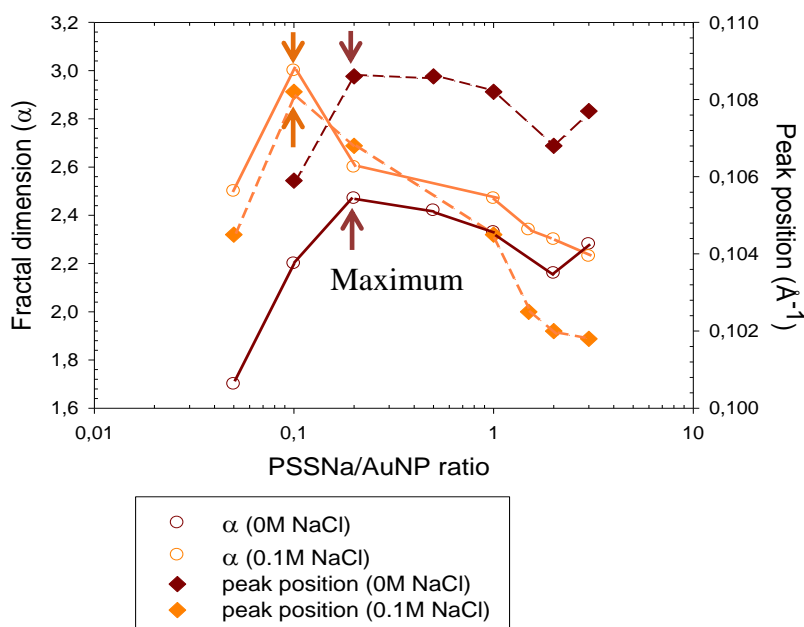 3,2
3,0
2,8
2,6
2,4
2,2
2,0
1,8
1,6
Fractal dimension (α)
0,110
0,108
0,106
0,104
0,102
0,100
Peak position (Å-1)
Maximum
0,01
0,1
1
10
PSSNa/AuNP ratio
α (0M NaCl)
α (0.1M NaCl)
peak position (0M NaCl)
peak position (0.1M NaCl)